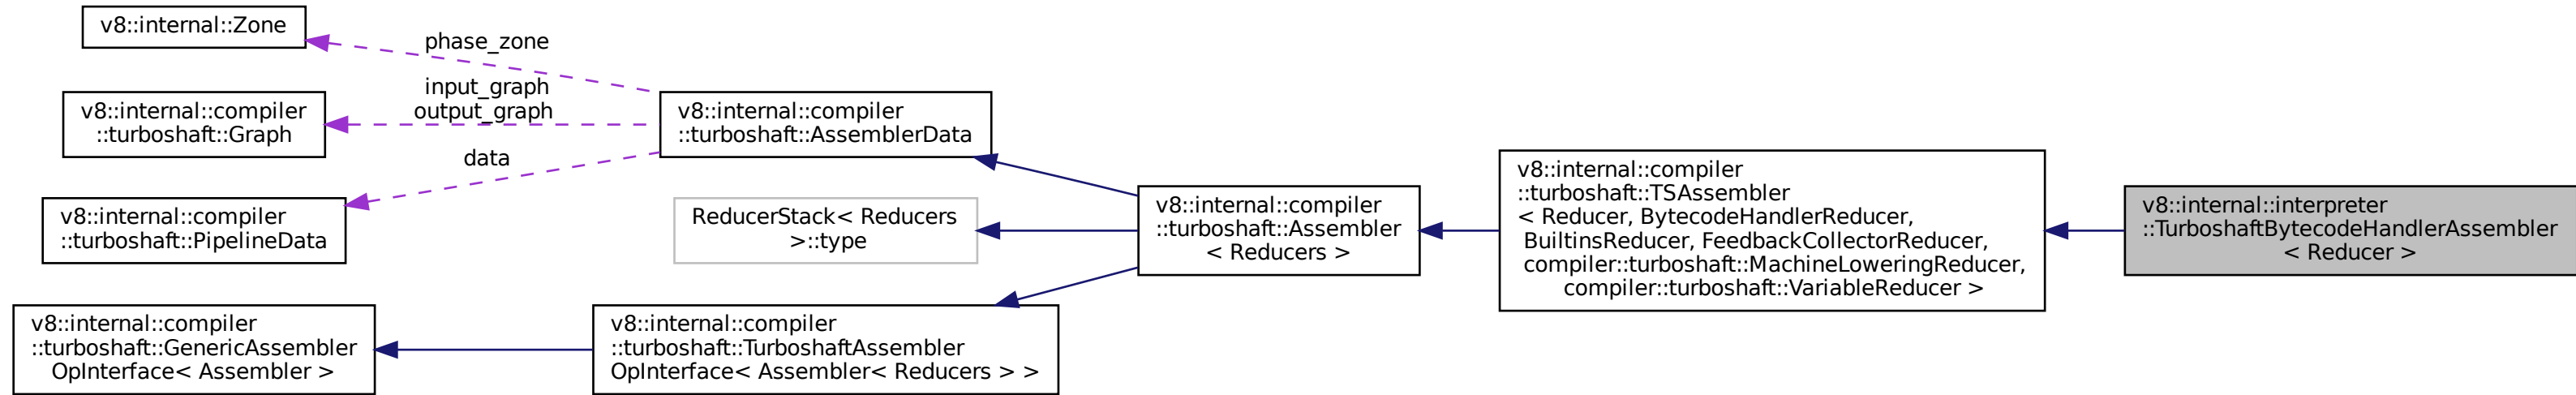 v8::internal::Zone
phase_zone
v8::internal::compiler
::turboshaft::Graph
input_graph
output_graph
v8::internal::compiler
::turboshaft::AssemblerData
data
v8::internal::compiler
::turboshaft::PipelineData
ReducerStack< Reducers
>::type
v8::internal::compiler
::turboshaft::GenericAssembler
OpInterface< Assembler >
v8::internal::compiler
::turboshaft::TurboshaftAssembler
OpInterface< Assembler< Reducers > >
v8::internal::compiler
::turboshaft::Assembler
< Reducers >
v8::internal::compiler
::turboshaft::TSAssembler
< Reducer, BytecodeHandlerReducer,
BuiltinsReducer, FeedbackCollectorReducer,
compiler::turboshaft::MachineLoweringReducer,
compiler::turboshaft::VariableReducer >
v8::internal::interpreter
::TurboshaftBytecodeHandlerAssembler
< Reducer >